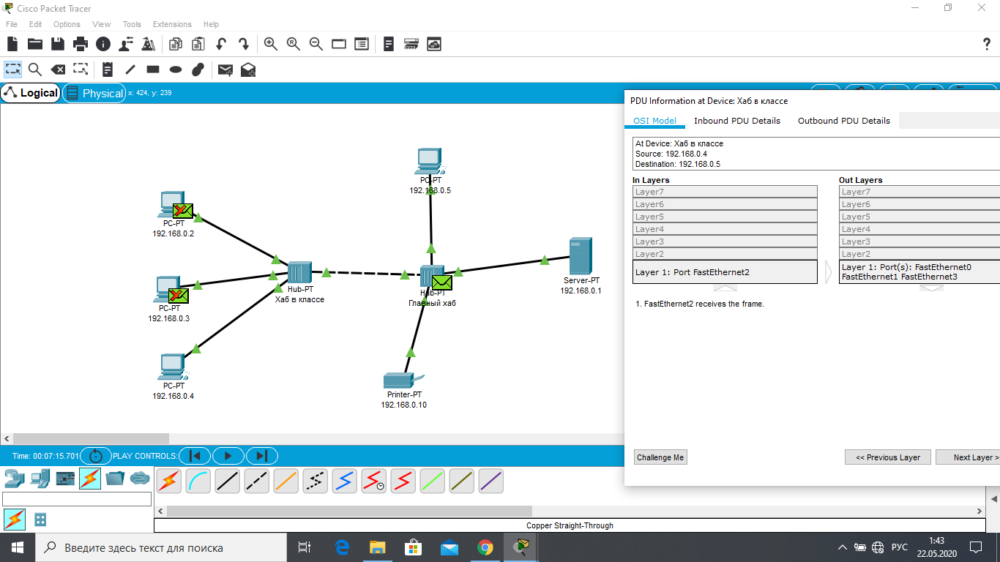 Cisco Packet Tracer
File Edit Options View Tools Extensions Help
Logical
Physical
x: 424, y: 239
PC-PT
192.168.0.5
PC-PT
192.168.0.2
PC-PT
192.168.0.3
PC-PT
192.168.0.4
Hub-PT
Хаб в классе
Hub-PT
Главный хаб
Server-PT
192.168.0.1
Printer-PT
192.168.0.10
PDU Information at Device: Хаб в классе
OSI Model Inbound PDU Details Outbound PDU Details
At Device: Хаб в классе
Source: 192.168.0.4
Destination: 192.168.0.5
In Layers
Layer7
Layer6
Layer5
Layer4
Layer3
Layer2
Layer 1: Port FastEthernet2
Out Layers
Layer7
Layer6
Layer5
Layer4
Layer3
Layer2
Layer 1: Port(s): FastEthernet0
FastEthernet1 FastEthernet3
1. FastEthernet2 receives the frame.
Challenge Me
<< Previous Layer
Next Layer >
Time: 00:07:15.701
PLAY CONTROLS:
Copper Straight-Through
Введите здесь текст для поиска
РУС
1:43
22.05.2020